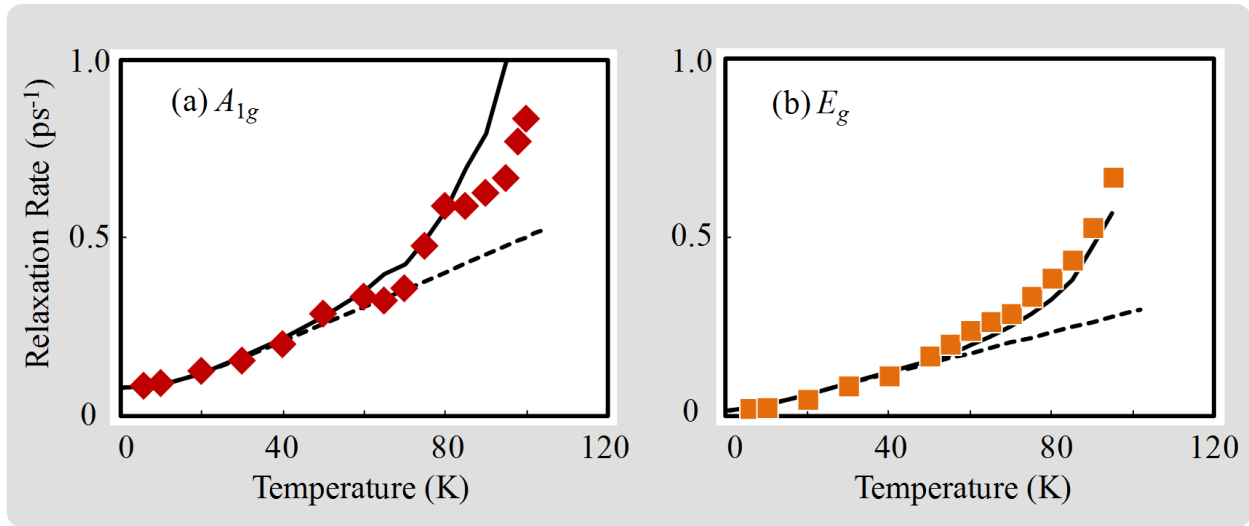 Relaxation Rate (ps⁻¹)
1.0
0.5
0
(a) A₁g
0 40 80 120
Temperature (K)
1.0
0.5
0
(b) Eg
0 40 80 120
Temperature (K)